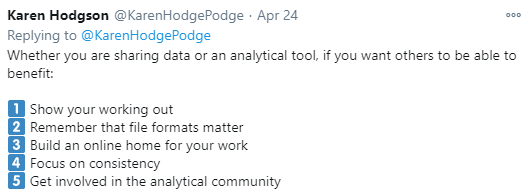 Karen Hodgson @KarenHodgePodge · Apr 24
Replying to @KarenHodgePodge
Whether you are sharing data or an analytical tool, if you want others to be able to
benefit:
1 Show your working out
2 Remember that file formats matter
3 Build an online home for your work
4 Focus on consistency
5 Get involved in the analytical community